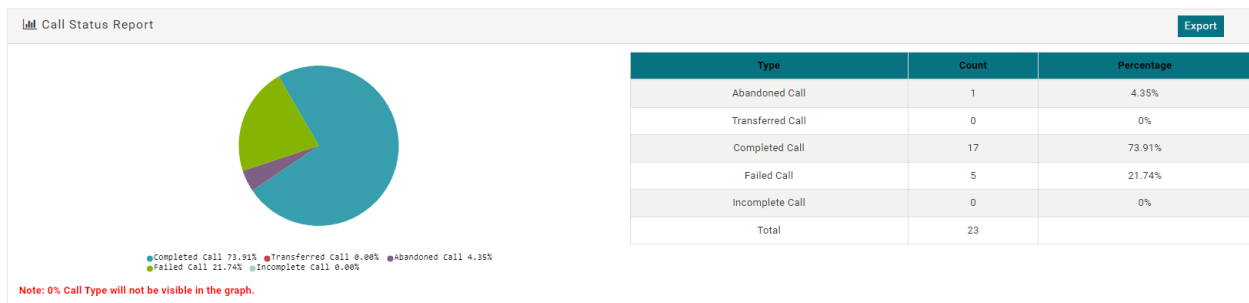 Call Status Report
Export
Type Count Percentage
Abandoned Call 1 4.35%
Transferred Call 0 0%
Completed Call 17 73.91%
Failed Call 5 21.74%
Incomplete Call 0 0%
Total 23
Completed Call 73.91% Transferred Call 0.00% Abandoned Call 4.35%
Failed Call 21.74% Incomplete Call 0.00%
Note: 0% Call Type will not be visible in the graph.